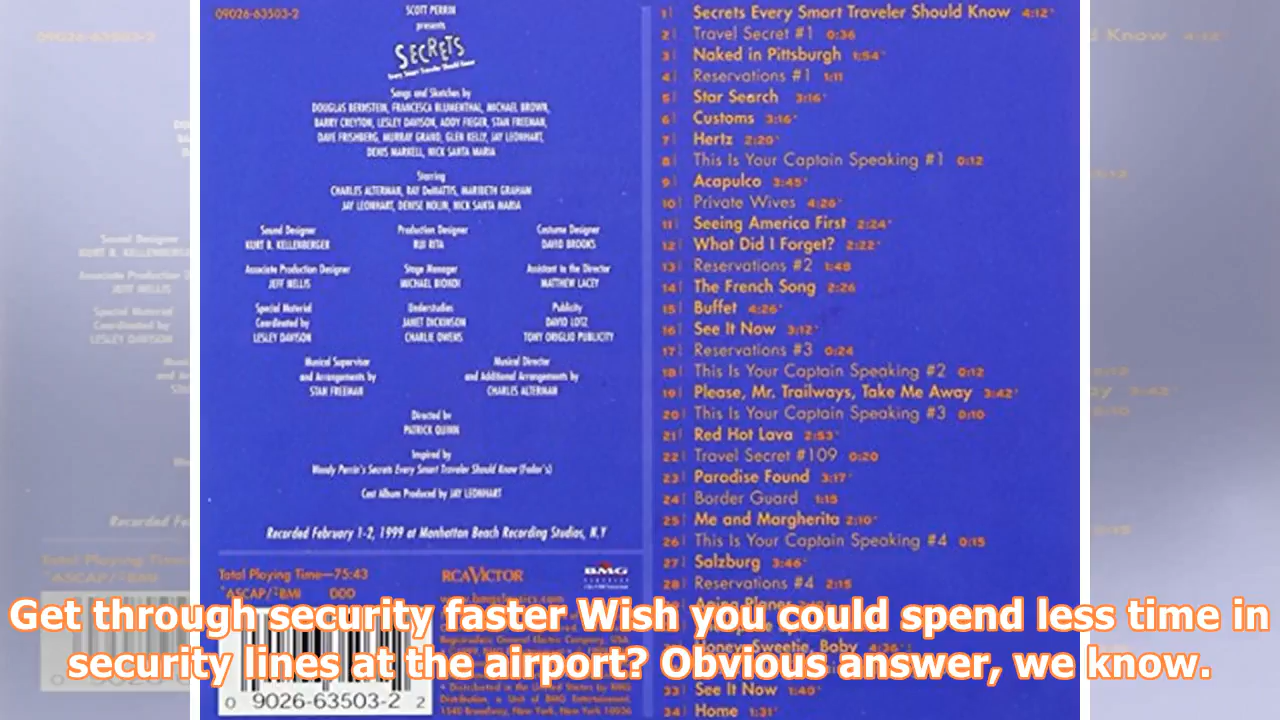 09026-63503-2
SCOTT PERRIN
presents
SECRETS
Every Smart Traveler Should Know
Songs and Sketches by
DOUGLAS BERNSTEIN, FRANCESCA BLUMENTHAL, MICHAEL BROWN,
BARRY CREYTON, LESLEY DAVISON, ADDY FIEGER, STAN FREEMAN,
DAVE FRISHBERG, MURRAY GRAND, GLEN KELLY, JAY LEONHART,
DENIS MARKELL, NICK SANTA MARIA
Starring
CHARLES ALTERMAN, RAY DeMATTIS, MARIBETH GRAHAM
JAY LEONHART, DENISE NOLIN, NICK SANTA MARIA
Sound Designer
KURT B. KELLENBERGER
Production Designer
RUI RITA
Costume Designer
DAVID BROOKS
Associate Production Designer
JEFF NELLIS
Stage Manager
MICHAEL BIONDI
Assistant to the Director
MATTHEW LACEY
Special Material
Coordinated by
LESLEY DAVISON
Understudies
JANET DICKINSON
CHARLIE OWENS
Publicity
DAVID LOTZ
TONY ORIGLIO PUBLICITY
Musical Supervisor
and Arrangements by
STAN FREEMAN
Musical Director
and Additional Arrangements by
CHARLES ALTERMAN
Directed by
PATRICK QUINN
Inspired by
Wendy Perrin's Secrets Every Smart Traveler Should Know (Fodor's)
Cast Album Produced by JAY LEONHART
Recorded February 1-2, 1999 at Manhattan Beach Recording Studios, N.Y
Total Playing Time—75:43
*ASCAP/†BMI DDD
RCA VICTOR
BMG
CLASSICS
www.bmgclassics.com
0 9026-63503-2 2
1 Secrets Every Smart Traveler Should Know 4:12*
2 Travel Secret #1 0:36
3 Naked in Pittsburgh 1:54*
4 Reservations #1 1:11
5 Star Search 3:16*
6 Customs 3:16*
7 Hertz 2:20*
8 This Is Your Captain Speaking #1 0:12
9 Acapulco 3:45*
10 Private Wives 4:26*
11 Seeing America First 2:24*
12 What Did I Forget? 2:22*
13 Reservations #2 1:48
14 The French Song 2:26
15 Buffet 4:26*
16 See It Now 3:12*
17 Reservations #3 0:24
18 This Is Your Captain Speaking #2 0:12
19 Please, Mr. Trailways, Take Me Away 3:42*
20 This Is Your Captain Speaking #3 0:10
21 Red Hot Lava 2:53*
22 Travel Secret #109 0:20
23 Paradise Found 3:17*
24 Border Guard 1:15
25 Me and Margherita 2:10*
26 This Is Your Captain Speaking #4 0:15
27 Salzburg 3:46*
28 Reservations #4 2:15
Aging Planes
Honey, Sweetie, Baby 4:36
33 See It Now 1:40*
34 Home 1:31*
Get through security faster Wish you could spend less time in
security lines at the airport? Obvious answer, we know.